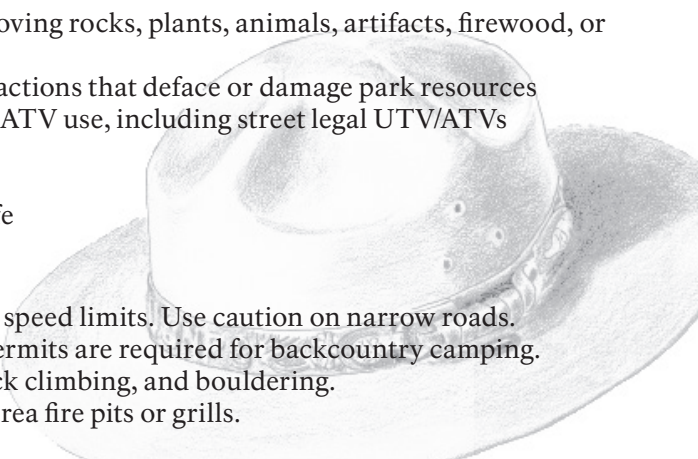 oving rocks, plants, animals, artifacts, firewood, or
actions that deface or damage park resources
ATV use, including street legal UTV/ATVs
fe
speed limits. Use caution on narrow roads.
ermits are required for backcountry camping.
ck climbing, and bouldering.
rea fire pits or grills.